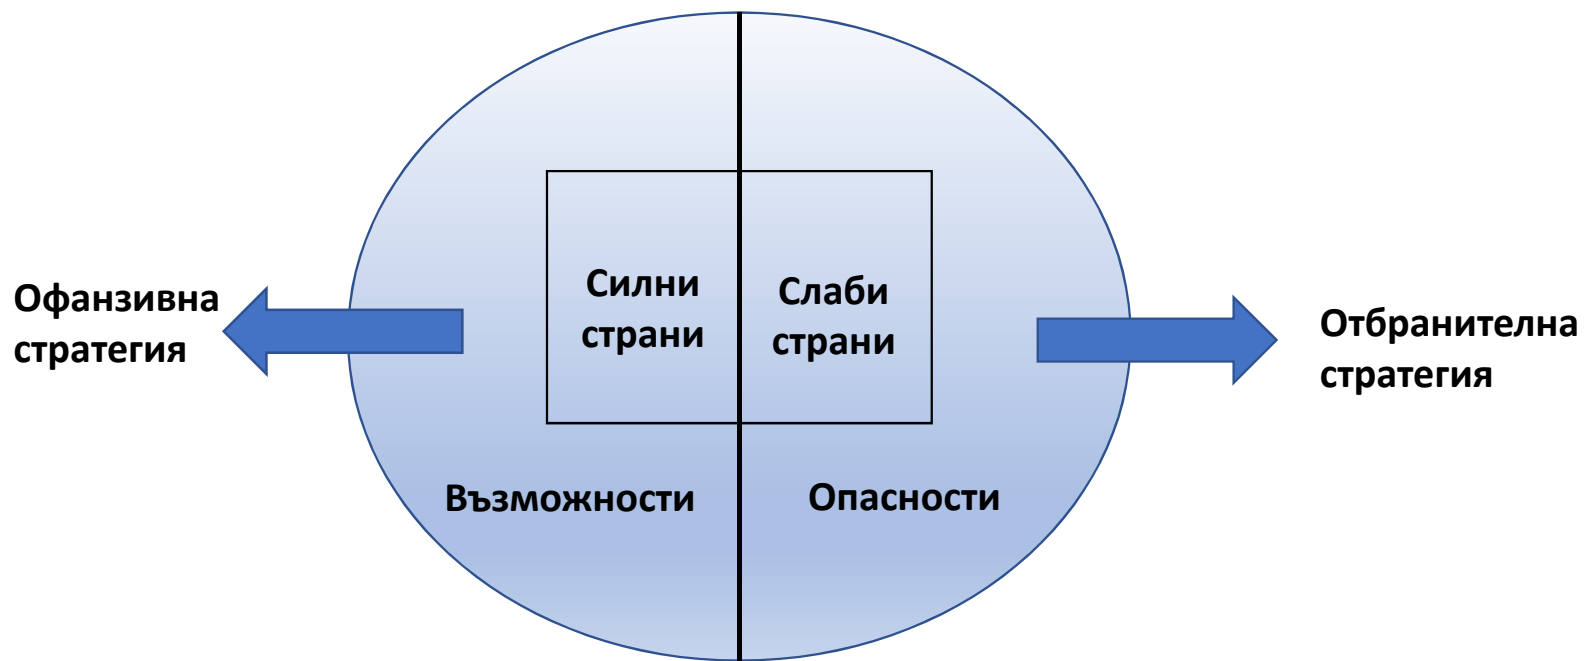 Офанзивна
стратегия
Силни
страни
Слаби
страни
Отбранителна
стратегия
Възможности
Опасности